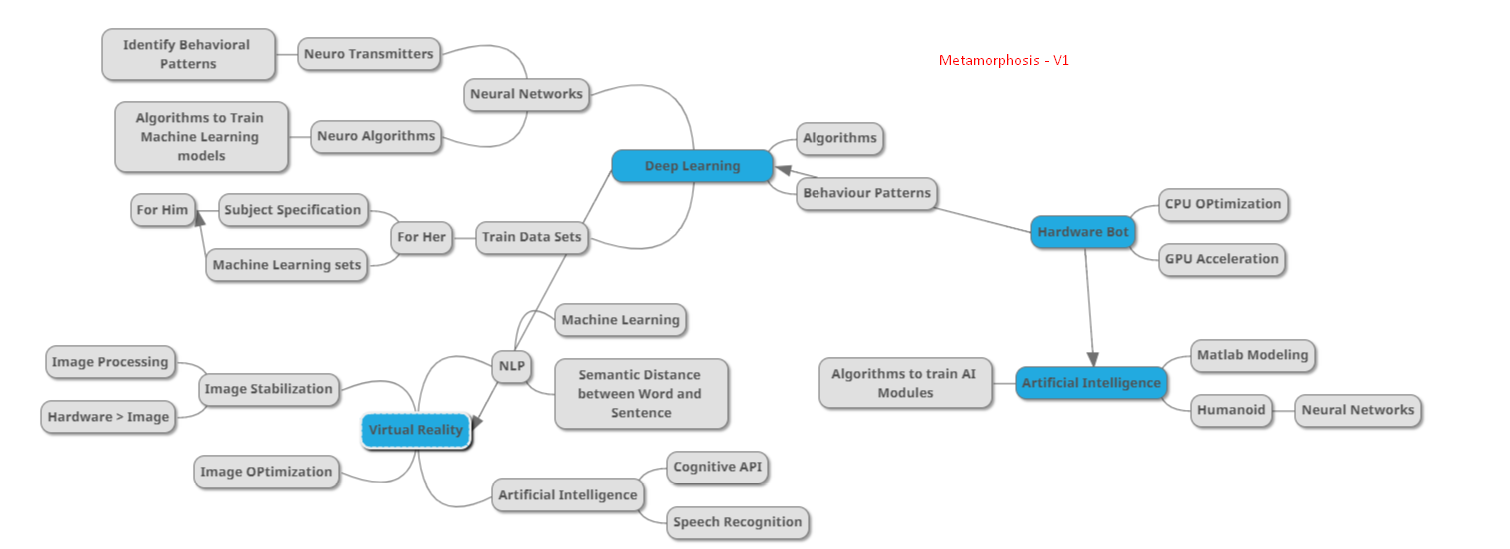 Metamorphosis - V1
Identify Behavioral
Patterns
Neuro Transmitters
Neural Networks
Algorithms to Train
Machine Learning
models
Neuro Algorithms
Deep Learning
Algorithms
Behaviour Patterns
For Him
Subject Specification
For Her
Train Data Sets
Machine Learning sets
Hardware Bot
CPU OPtimization
GPU Acceleration
Machine Learning
NLP
Semantic Distance
between Word and
Sentence
Image Processing
Image Stabilization
Hardware > Image
Virtual Reality
Image OPtimization
Artificial Intelligence
Cognitive API
Speech Recognition
Algorithms to train AI
Modules
Artificial Intelligence
Matlab Modeling
Humanoid
Neural Networks